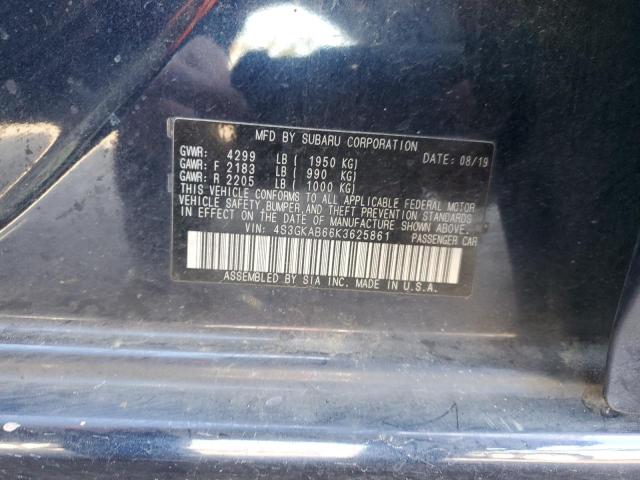 MFD BY SUBARU CORPORATION
GVWR: 4299 LB ( 1950 KG) DATE: 08/19
GAWR: F 2183 LB ( 990 KG)
GAWR: R 2205 LB ( 1000 KG)
THIS VEHICLE CONFORMS TO ALL APPLICABLE FEDERAL MOTOR
VEHICLE SAFETY, BUMPER, AND THEFT PREVENTION STANDARDS
IN EFFECT ON THE DATE OF MANUFACTURE SHOWN ABOVE.
VIN: 4S3GKAB66K3625861 PASSENGER CAR
ASSEMBLED BY SIA INC. MADE IN U.S.A.